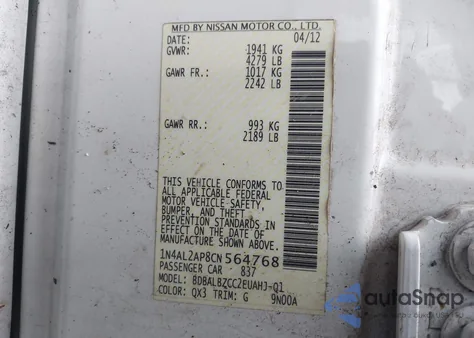 MFD BY NISSAN MOTOR CO., LTD.
DATE: 04/12
GVWR: 1941 KG
4279 LB
GAWR FR.: 1017 KG
2242 LB
GAWR RR.: 993 KG
2189 LB
THIS VEHICLE CONFORMS TO
ALL APPLICABLE FEDERAL
MOTOR VEHICLE SAFETY,
BUMPER, AND THEFT
PREVENTION STANDARDS IN
EFFECT ON THE DATE OF
MANUFACTURE SHOWN ABOVE.
1N4AL2AP8CN 564768
PASSENGER CAR 837
MODEL: BDBALBZCC2EUAHJ-Q1
COLOR: QX3 TRIM: G 9N00A
autoSnap